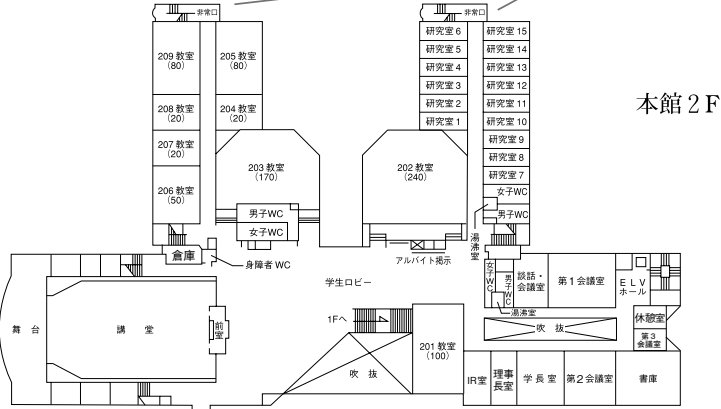 非常口
非常口
本館2F
209 教室
(80)
205 教室
(80)
208 教室
(20)
204 教室
(20)
207 教室
(20)
206 教室
(50)
203 教室
(170)
202 教室
(240)
研究室 6
研究室 5
研究室 4
研究室 3
研究室 2
研究室 1
研究室 15
研究室 14
研究室 13
研究室 12
研究室 11
研究室 10
研究室 9
研究室 8
研究室 7
女子WC
男子WC
湯沸室
男子WC
女子WC
倉庫
身障者 WC
アルバイト掲示
学生ロビー
女子WC
男子WC
湯沸室
談話・
会議室
第1会議室
ELV
ホール
休憩室
第3
会議室
吹 抜
舞 台
講 堂
前室
1Fへ
吹 抜
201 教室
(100)
IR室
理事
長室
学 長 室
第2会議室
書庫